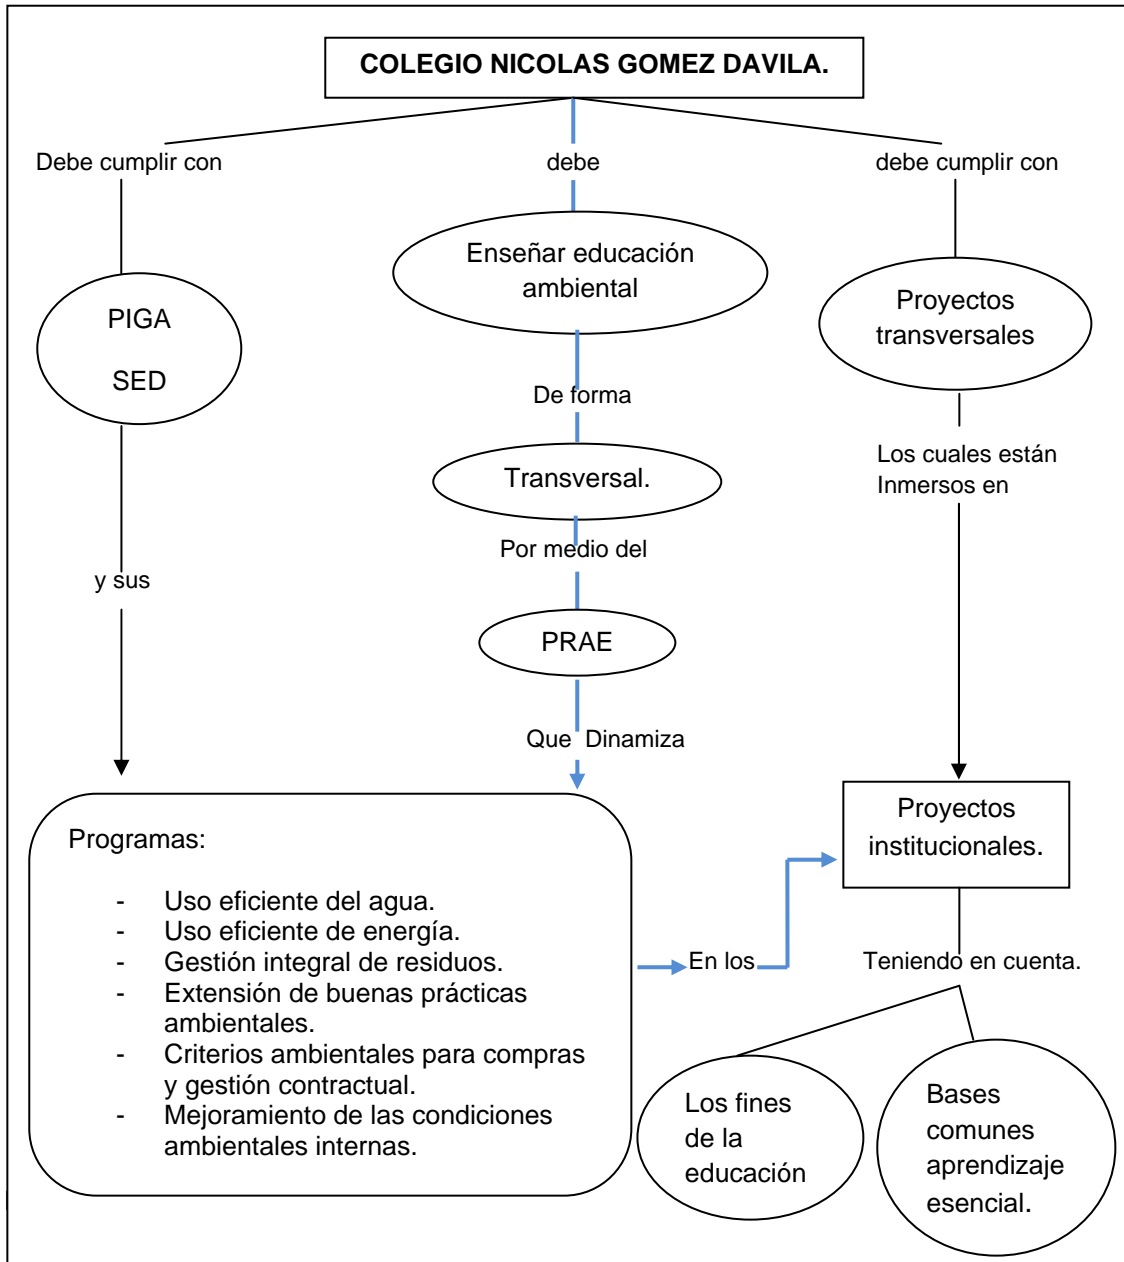 COLEGIO NICOLAS GOMEZ DAVILA.
Debe cumplir con
debe
debe cumplir con
Enseñar educación
ambiental
PIGA
SED
Proyectos
transversales
De forma
Los cuales están
Inmersos en
Transversal.
Por medio del
y sus
PRAE
Que Dinamiza
Programas:
- Uso eficiente del agua.
- Uso eficiente de energía.
- Gestión integral de residuos.
- Extensión de buenas prácticas
ambientales.
- Criterios ambientales para compras
y gestión contractual.
- Mejoramiento de las condiciones
ambientales internas.
En los
Proyectos
institucionales.
Teniendo en cuenta.
Los fines
de la
educación
Bases
comunes
aprendizaje
esencial.